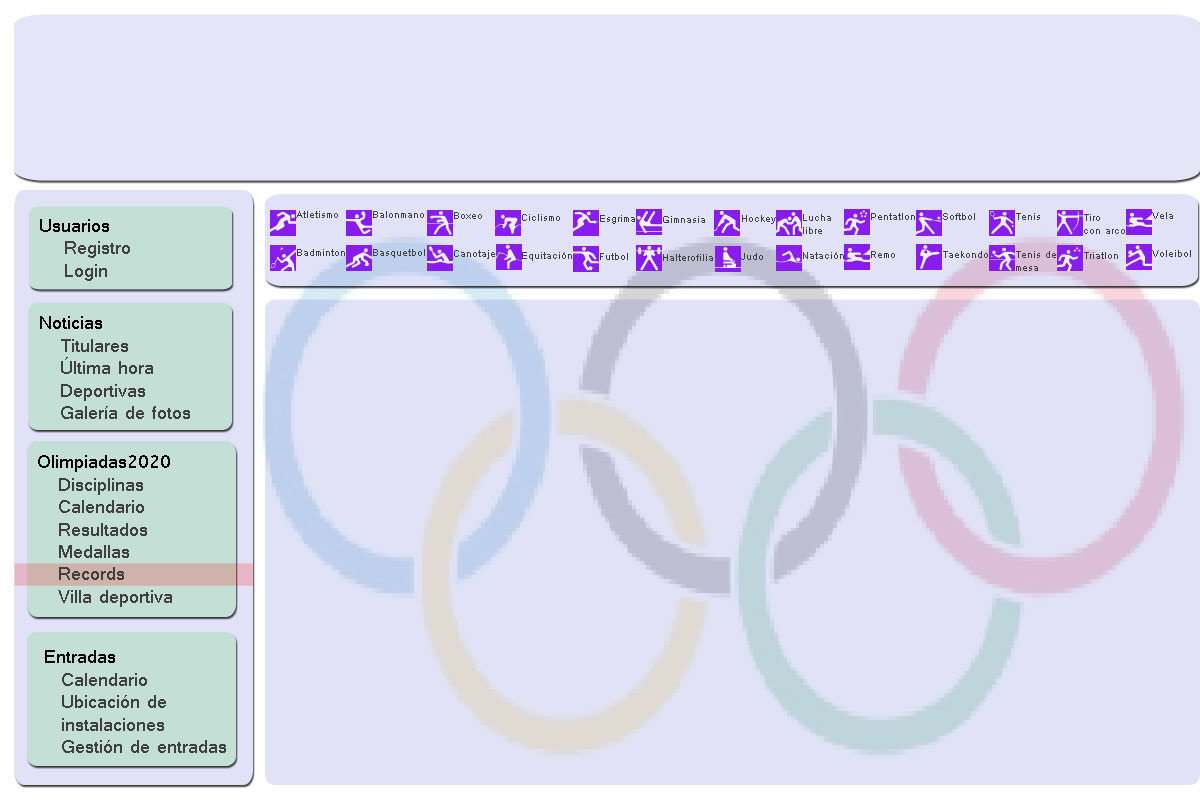 Usuarios
Registro
Login
Noticias
Titulares
Última hora
Deportivas
Galería de fotos
Olimpiadas2020
Disciplinas
Calendario
Resultados
Medallas
Records
Villa deportiva
Entradas
Calendario
Ubicación de
instalaciones
Gestión de entradas
Atletismo Balonmano Boxeo Ciclismo Esgrima Gimnasia Hockey Lucha libre Pentatlon Softbol Tenis Tiro con arco Vela
Badminton Basquetbol Canotaje Equitación Futbol Halterofilia Judo Natación Remo Taekondo Tenis de mesa Triatlon Voleibol